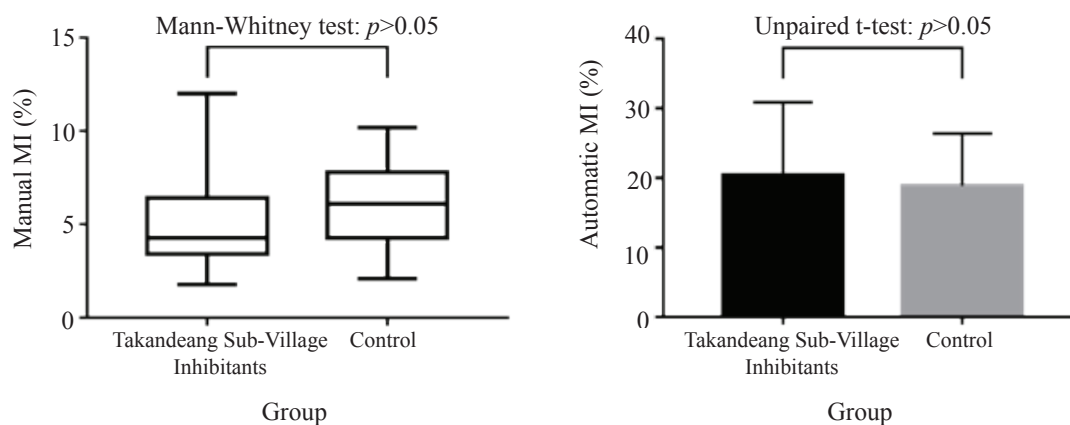 Mann-Whitney test: p>0.05
15
10
5
0
Manual MI (%)
Takandeang Sub-Village
Inhibitants
Control
Group
Unpaired t-test: p>0.05
40
30
20
10
0
Automatic MI (%)
Takandeang Sub-Village
Inhibitants
Control
Group